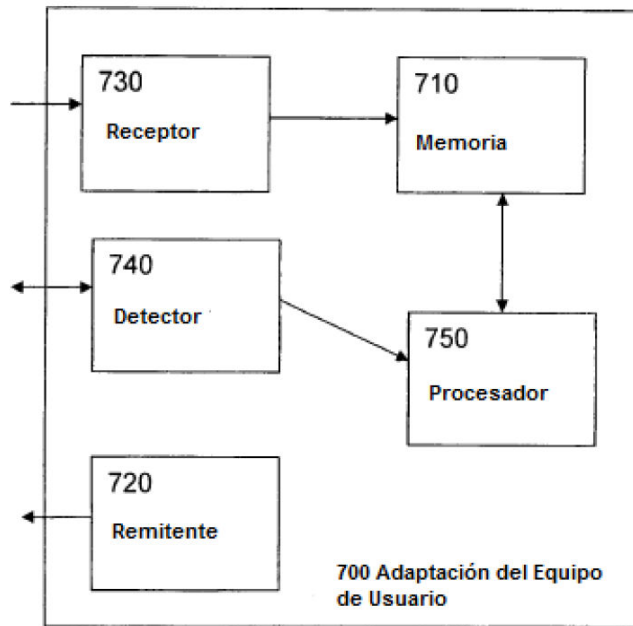 730
Receptor
710
Memoria
740
Detector
750
Procesador
720
Remitente
700 Adaptación del Equipo
de Usuario